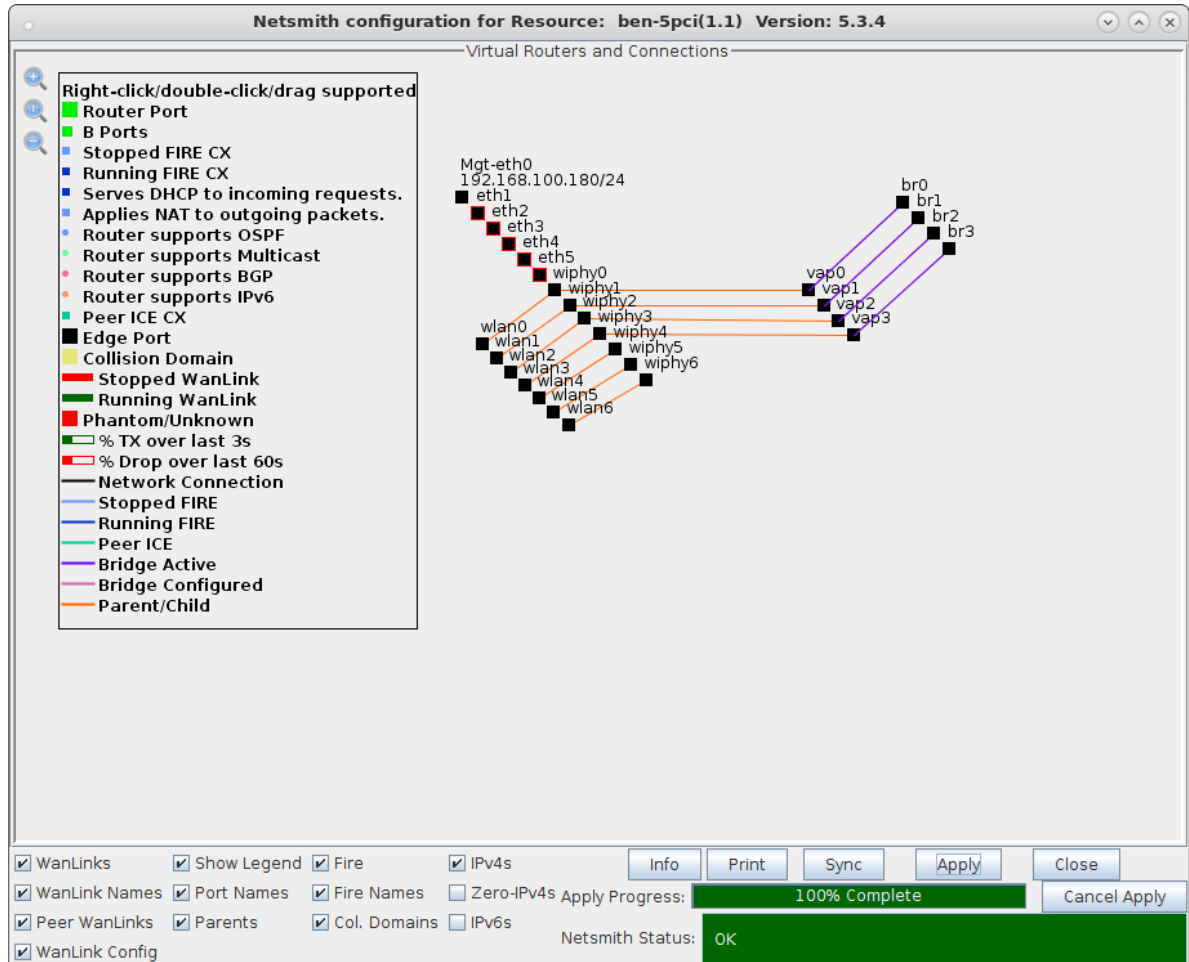 Netsmith configuration for Resource: ben-5pci(1.1) Version: 5.3.4
Virtual Routers and Connections
Right-click/double-click/drag supported
Router Port
B Ports
Stopped FIRE CX
Running FIRE CX
Serves DHCP to incoming requests.
Applies NAT to outgoing packets.
Router supports OSPF
Router supports Multicast
Router supports BGP
Router supports IPv6
Peer ICE CX
Edge Port
Collision Domain
Stopped WanLink
Running WanLink
Phantom/Unknown
% TX over last 3s
% Drop over last 60s
Network Connection
Stopped FIRE
Running FIRE
Peer ICE
Bridge Active
Bridge Configured
Parent/Child
Mgt-eth0
192.168.100.180/24
eth1
eth2
eth3
eth4
eth5
wiphy0
wiphy1
wiphy2
wiphy3
wiphy4
wiphy5
wiphy6
wlan0
wlan1
wlan2
wlan3
wlan4
wlan5
wlan6
vap0
vap1
vap2
vap3
br0
br1
br2
br3
WanLinks Show Legend Fire IPv4s Info Print Sync Apply Close
WanLink Names Port Names Fire Names Zero-IPv4s Apply Progress: 100% Complete Cancel Apply
Peer WanLinks Parents Col. Domains IPv6s
Netsmith Status: OK
WanLink Config